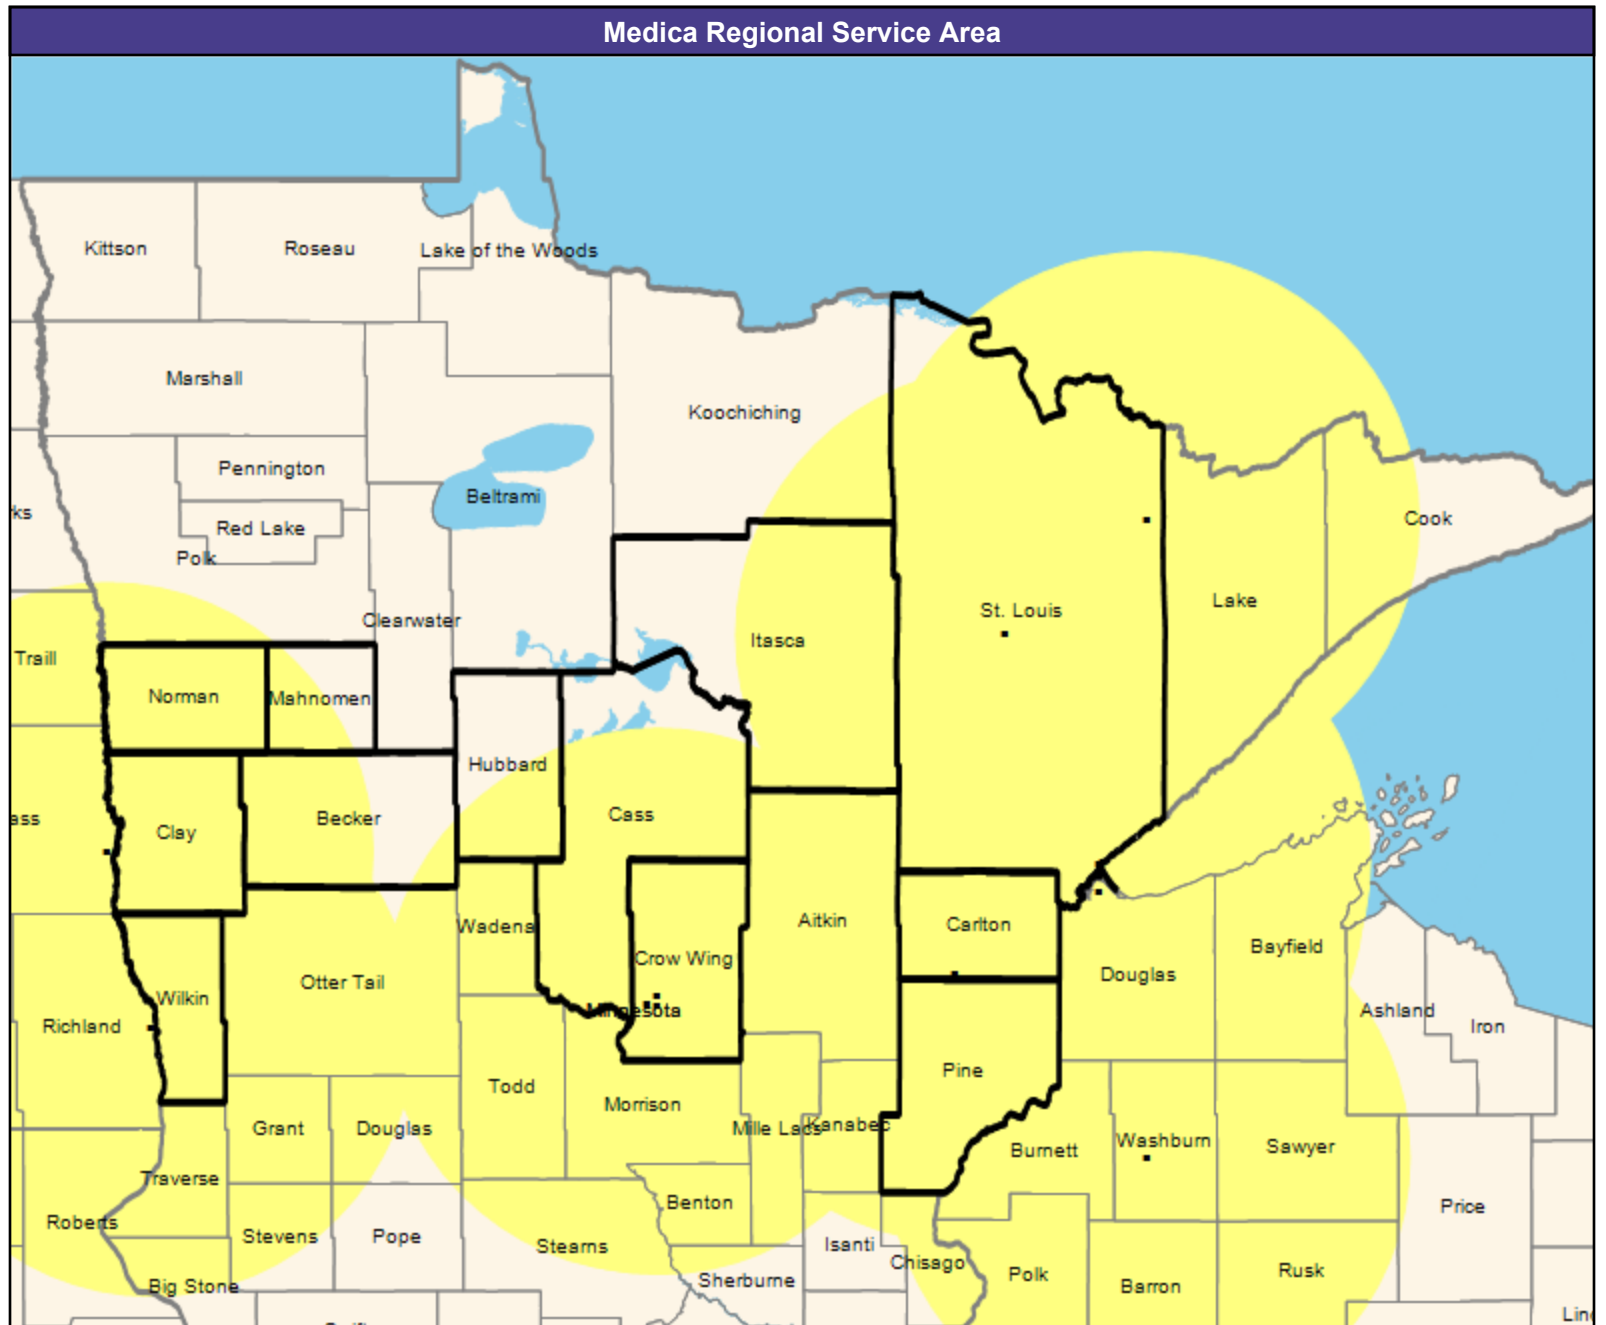 Medica Regional Service Area
Kittson
Roseau
Lake of the Woods
Marshall
Koochiching
Pennington
Beltrami
ks
Red Lake
Cook
Polk
Clearwater
Lake
St. Louis
Itasca
Traill
Norman
Mahnomen
Hubbard
Cass
Becker
ass
Clay
Aitkin
Wadena
Carlton
Bayfield
Crow Wing
Douglas
Otter Tail
Wilkin
Minnesota
Ashland
Richland
Iron
Pine
Todd
Morrison
Grant
Douglas
Mille Lacs
Kanabec
Washburn
Sawyer
Burnett
Traverse
Benton
Price
Roberts
Stevens
Pope
Stearns
Isanti
Chisago
Rusk
Polk
Sherburne
Barron
Big Stone
Lin